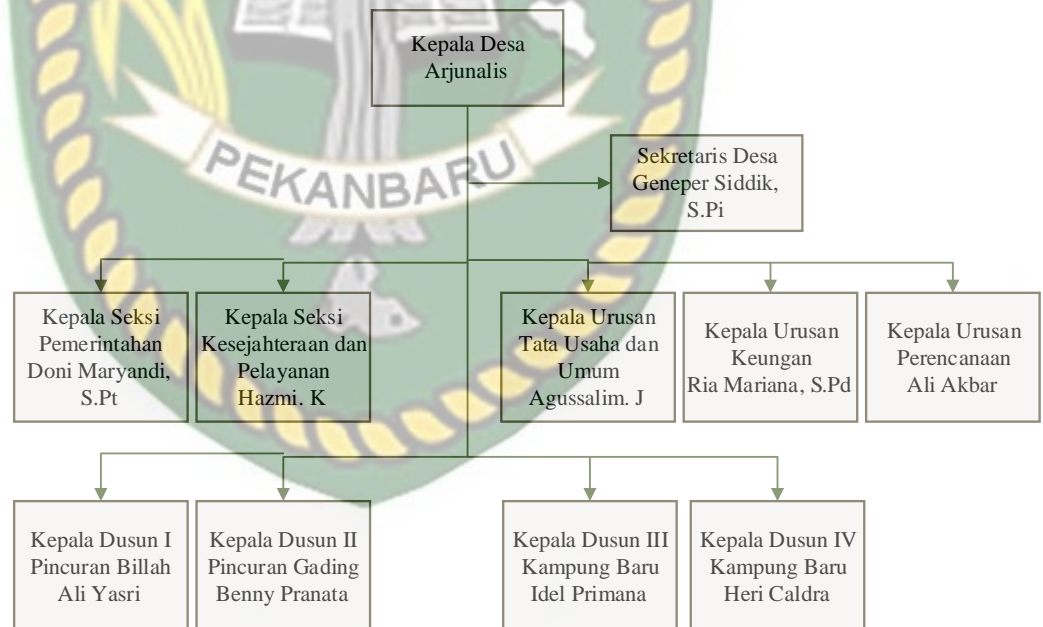 Kepala Desa
Arjunalis
PEKANBARU
Sekretaris Desa
Geneper Siddik,
S.Pi
Kepala Seksi
Pemerintahan
Doni Maryandi,
S.Pt
Kepala Seksi
Kesejahteraan dan
Pelayanan
Hazmi. K
Kepala Urusan
Tata Usaha dan
Umum
Agussalim. J
Kepala Urusan
Keungan
Ria Mariana, S.Pd
Kepala Urusan
Perencanaan
Ali Akbar
Kepala Dusun I
Pincuran Billah
Ali Yasri
Kepala Dusun II
Pincuran Gading
Benny Pranata
Kepala Dusun III
Kampung Baru
Idel Primana
Kepala Dusun IV
Kampung Baru
Heri Caldra